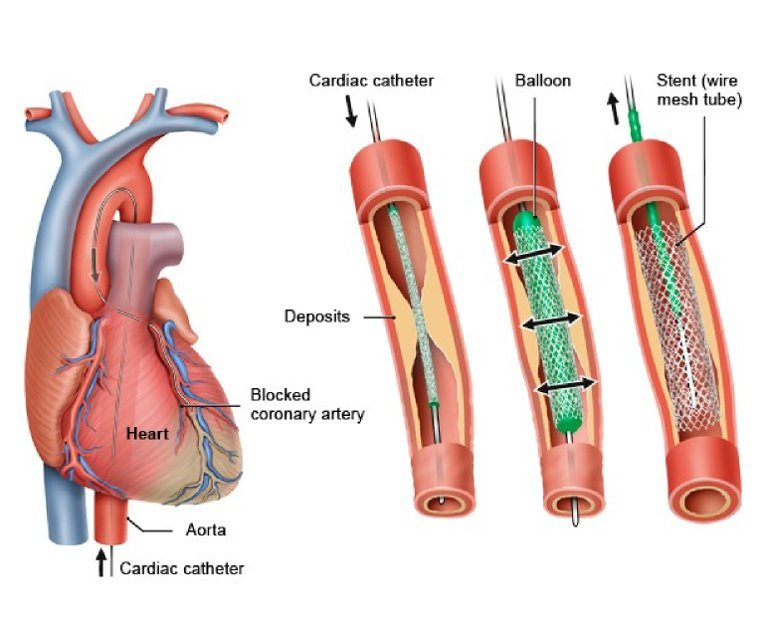 Cardiac catheter
Balloon
Stent (wire
mesh tube)
Deposits
Blocked
coronary artery
Heart
Aorta
Cardiac catheter